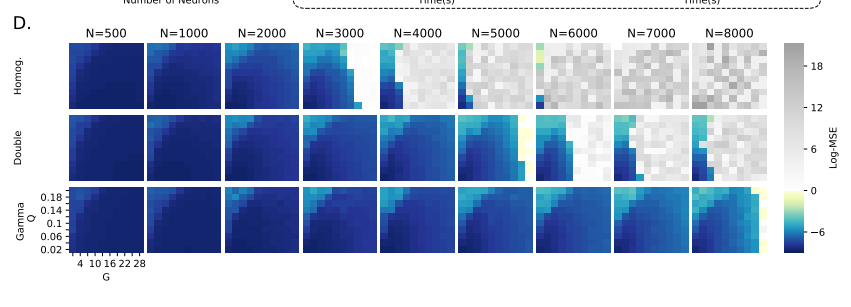 Number of Neurons Time(s) Time(s)
D.
N=500 N=1000 N=2000 N=3000 N=4000 N=5000 N=6000 N=7000 N=8000
Homog.
Double
Gamma
Q
0.18
0.14
0.1
0.06
0.02
4 10 16 22 28
G
18
12
6
0
−6
Log-MSE